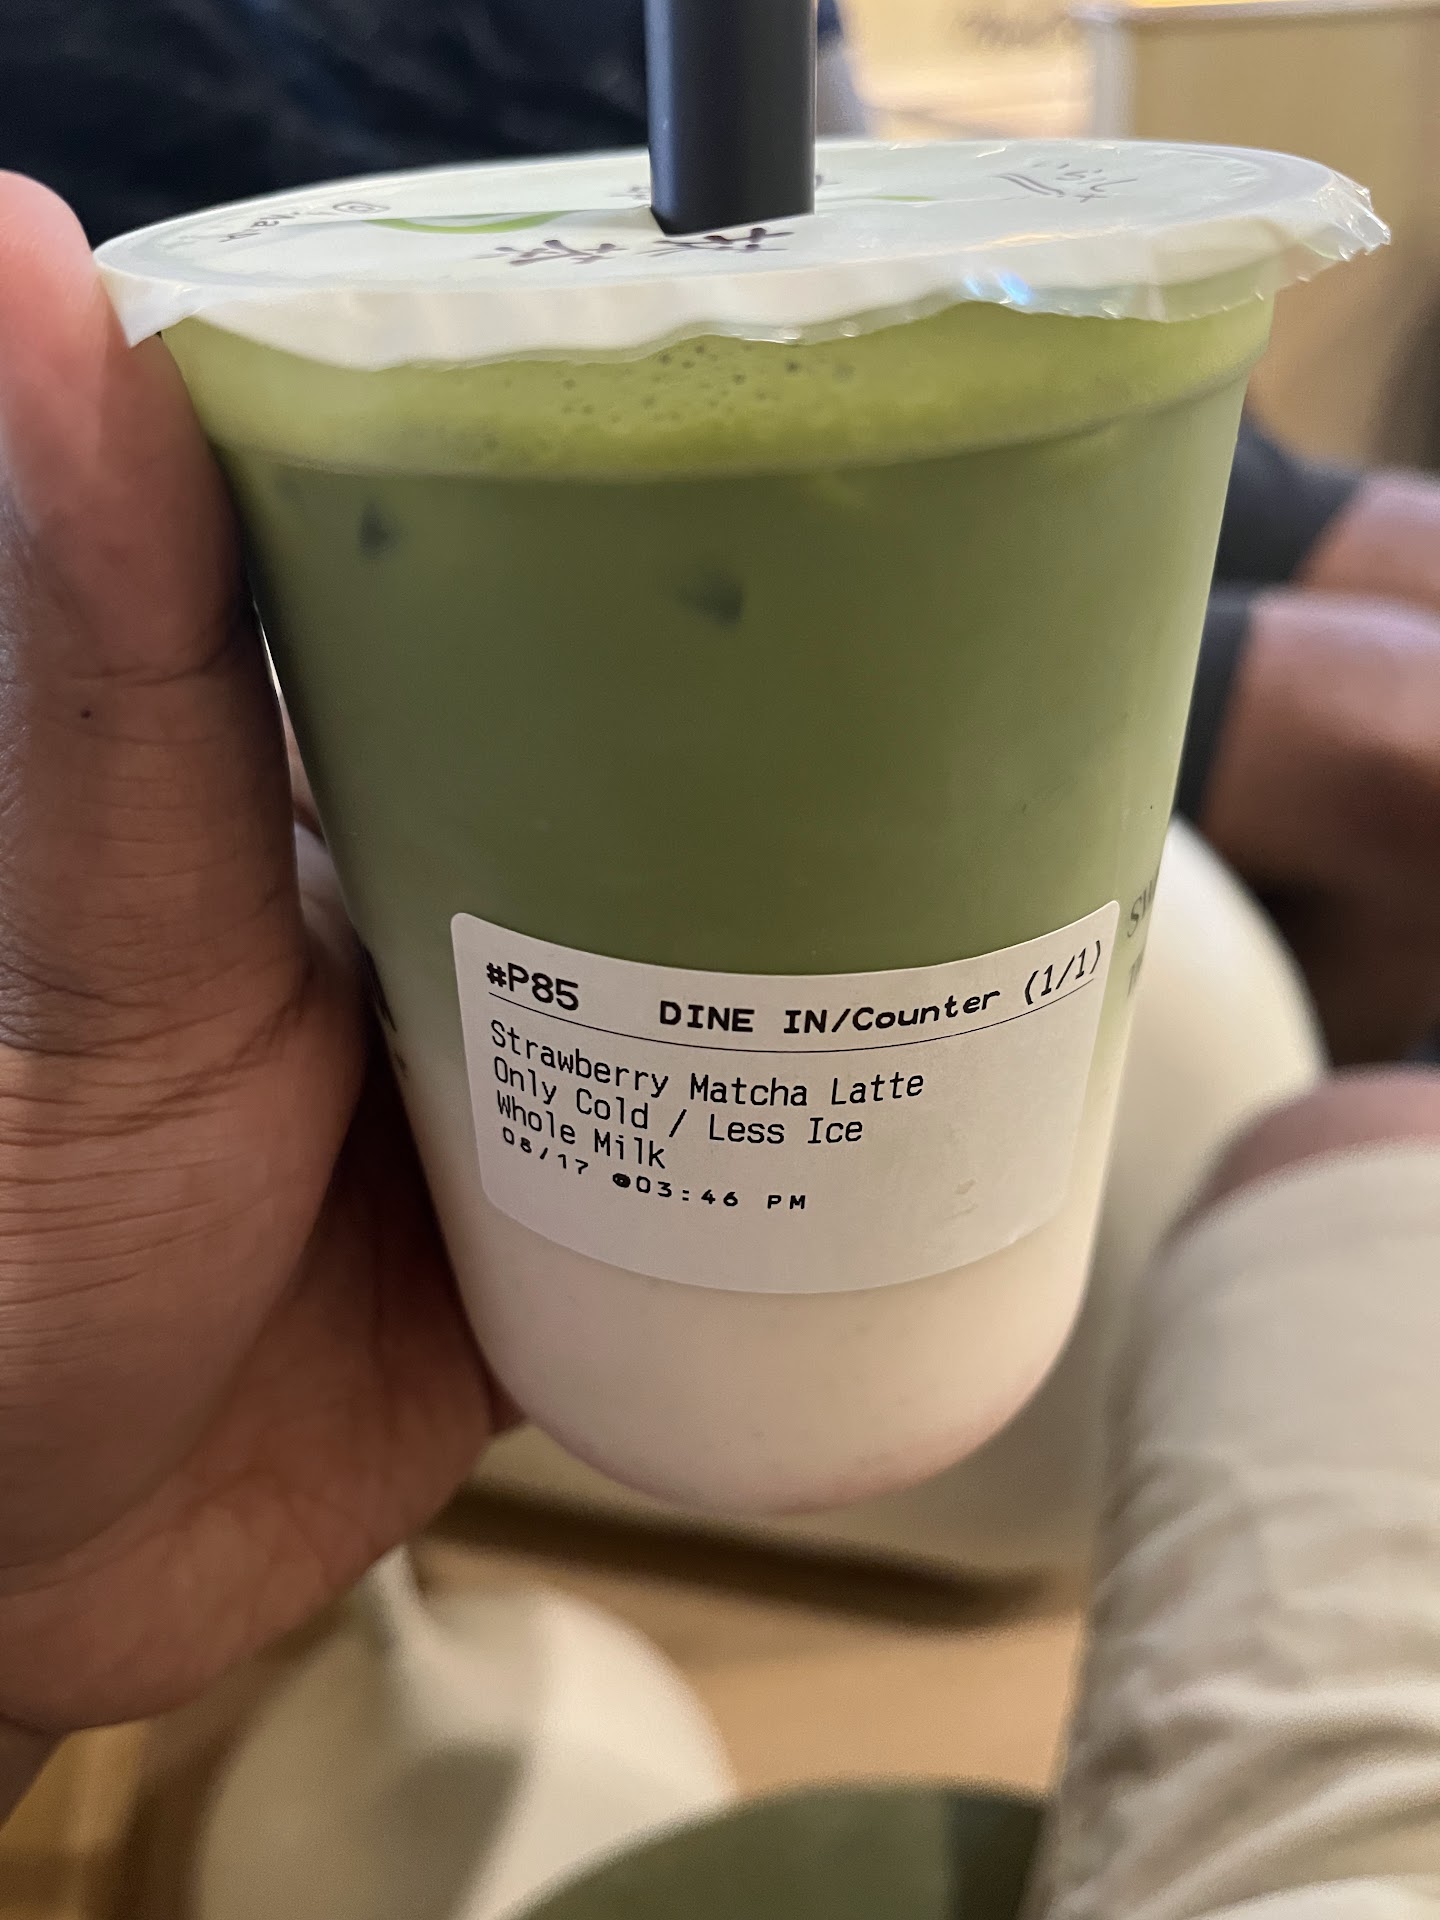 #P85 DINE IN/Counter (1/1)
Strawberry Matcha Latte
Only Cold / Less Ice
Whole Milk
08/17 @03:46 PM